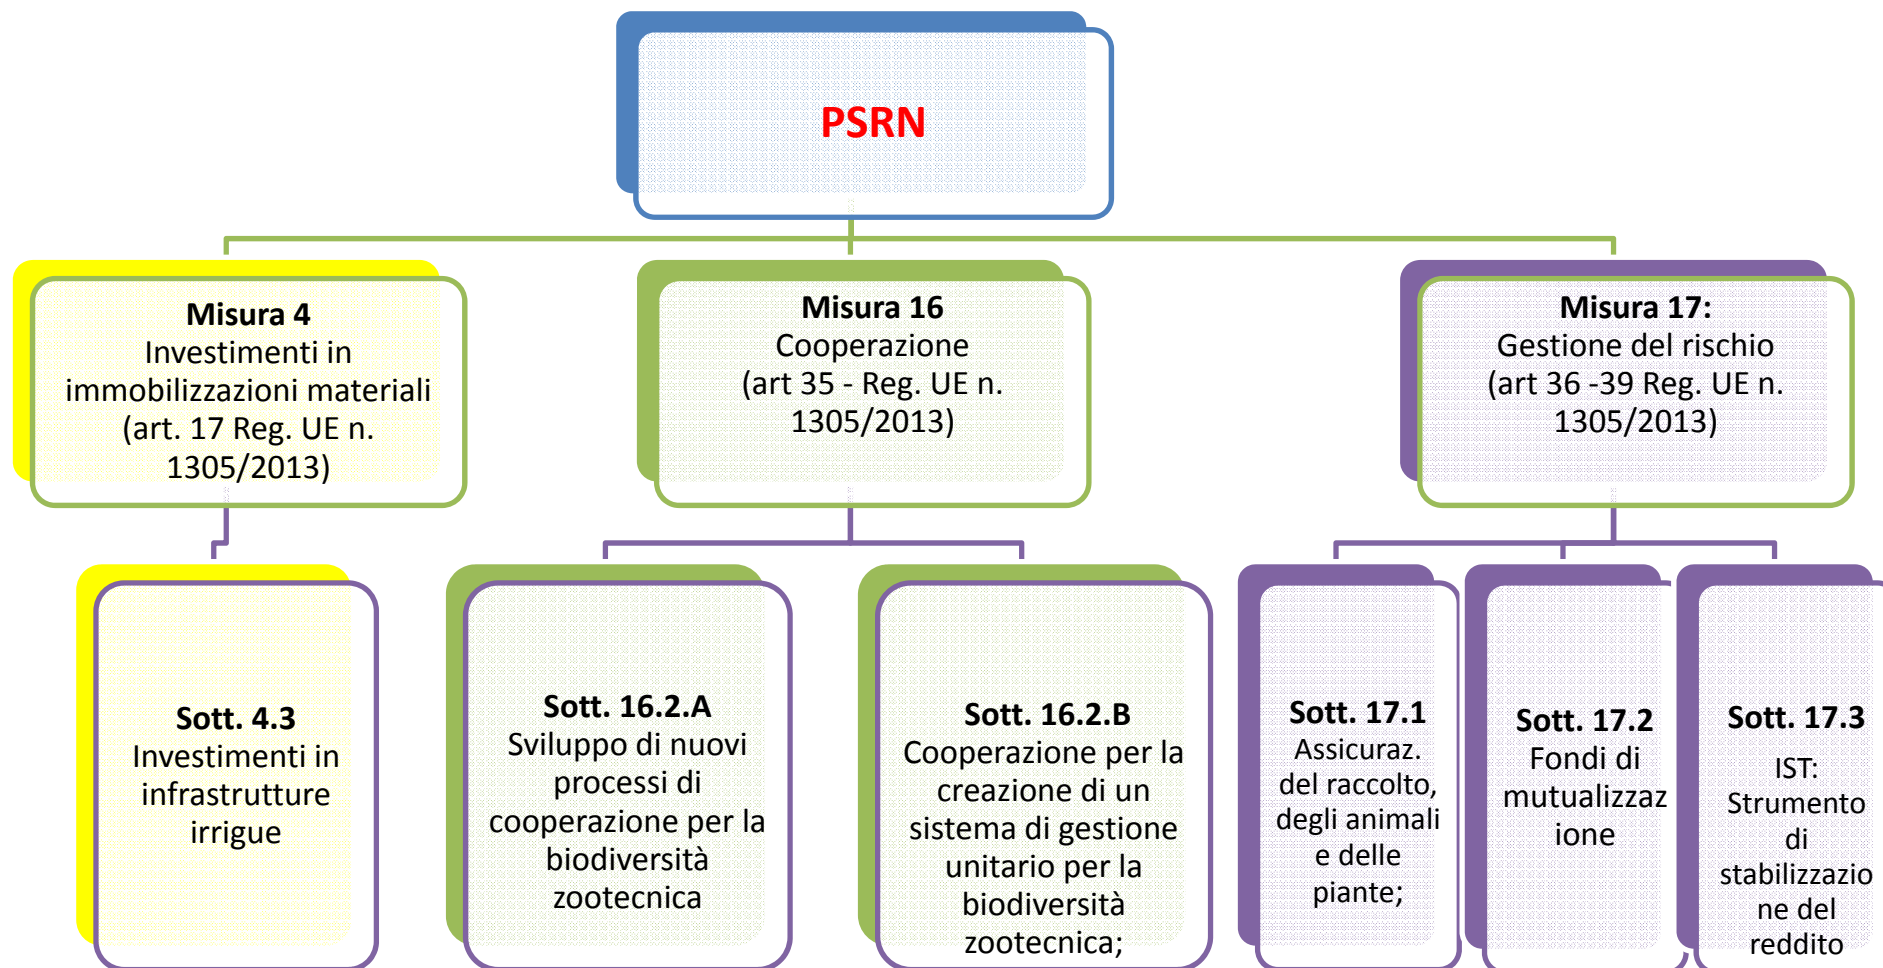 PSRN
Misura 4
Investimenti in
immobilizzazioni materiali
(art. 17 Reg. UE n.
1305/2013)
Misura 16
Cooperazione
(art 35 - Reg. UE n.
1305/2013)
Misura 17:
Gestione del rischio
(art 36 -39 Reg. UE n.
1305/2013)
Sott. 4.3
Investimenti in
infrastrutture
irrigue
Sott. 16.2.A
Sviluppo di nuovi
processi di
cooperazione per la
biodiversità
zootecnica
Sott. 16.2.B
Cooperazione per la
creazione di un
sistema di gestione
unitario per la
biodiversità
zootecnica;
Sott. 17.1
Assicuraz.
del raccolto,
degli animali
e delle
piante;
Sott. 17.2
Fondi di
mutualizzaz
ione
Sott. 17.3
IST:
Strumento
di
stabilizzazio
ne del
reddito